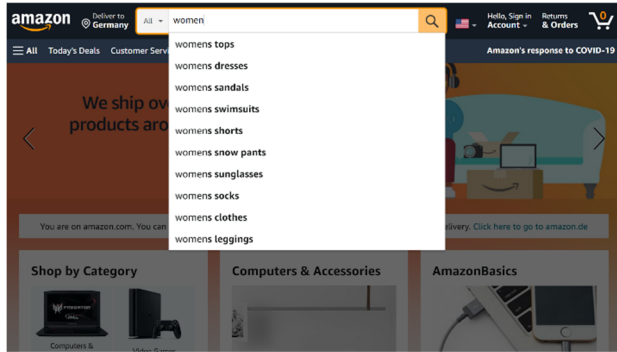 amazon
Deliver to
Germany
All
women
Hello, Sign in
Account
Returns
& Orders
0
All
Today's Deals
Customer Servi
Amazon's response to COVID-19
womens tops
womens dresses
womens sandals
womens swimsuits
womens shorts
womens snow pants
womens sunglasses
womens socks
womens clothes
womens leggings
We ship ov
products aro
You are on amazon.com. You can
elivery. Click here to go to amazon.de
Shop by Category
Computers & Accessories
AmazonBasics
PREDATOR
Computers &
Video Games